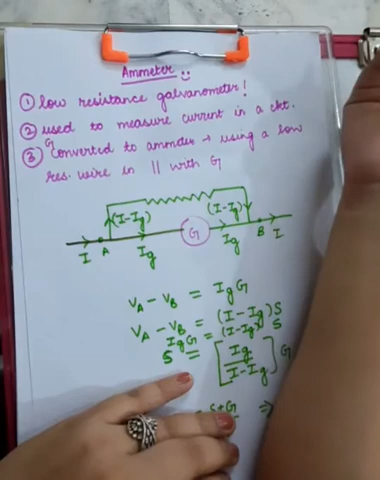 Ammeter
① low resistance galvanometer!
② used to measure current in a ckt.
③ G converted to ammeter → using a low
res. wire in || with G
(I-Ig) (I-Ig)
G
I A Ig Ig B I
VA - VB = IgG
VA - VB = (I-Ig)S
IgG = (I-Ig) S
S = [Ig / I-Ig] G
S+G ⇒